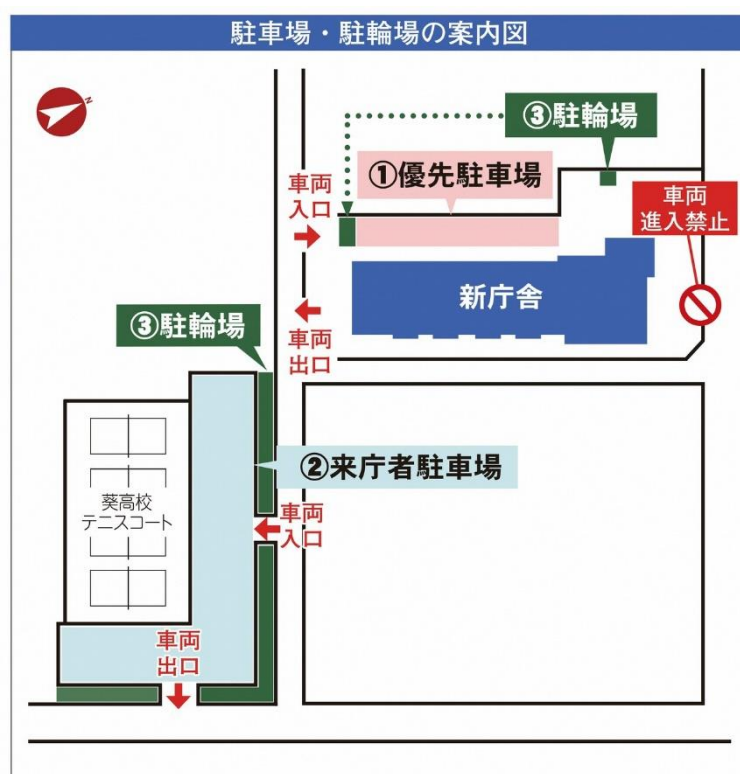 駐車場・駐輪場の案内図
N
③駐輪場
①優先駐車場
車両
入口
車両
進入禁止
新庁舎
車両
出口
③駐輪場
②来庁者駐車場
葵高校
テニスコート
車両
入口
車両
出口